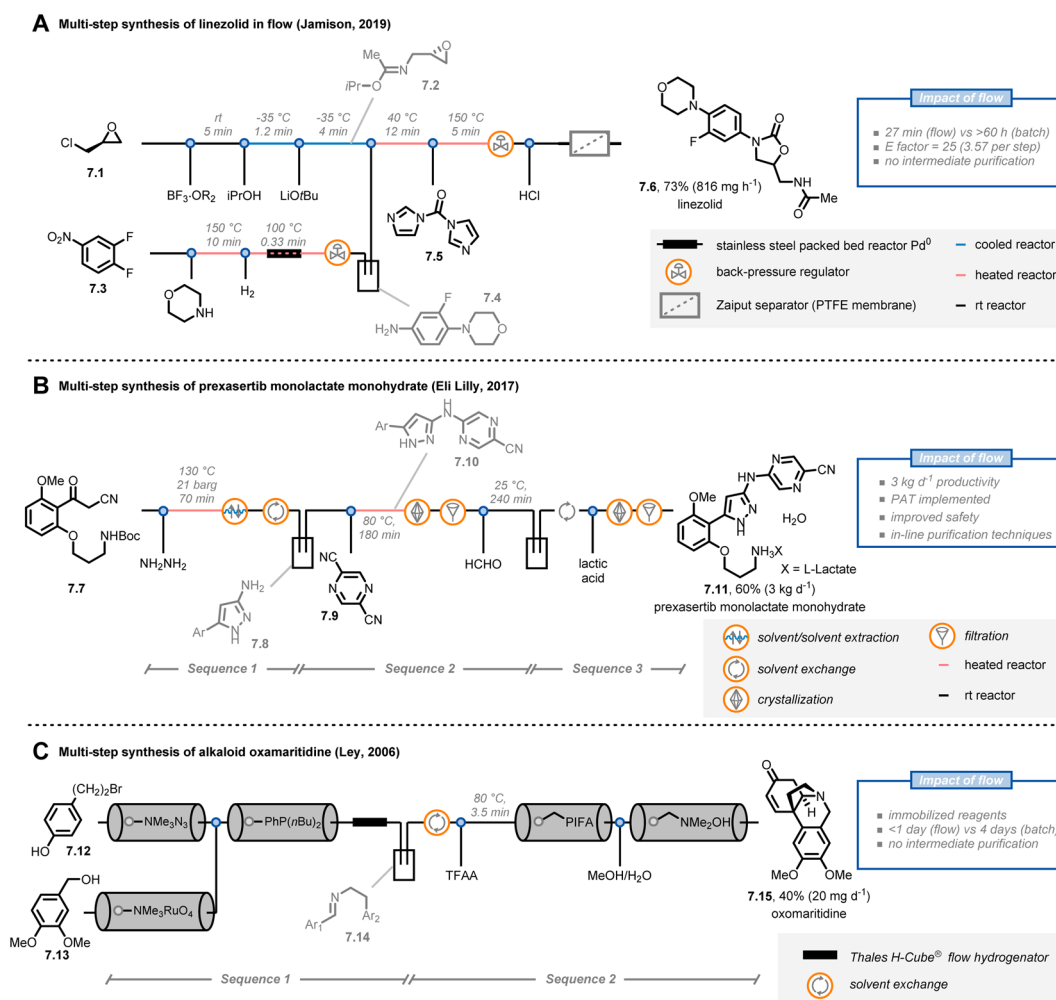 A Multi-step synthesis of linezolid in flow (Jamison, 2019)
Me
N
O
iPrO
7.2
rt
5 min
-35 °C
1.2 min
-35 °C
4 min
40 °C
12 min
150 °C
5 min
Cl
O
7.1
BF3·OR2
iPrOH
LiOtBu
HCl
O
N
N
N
N
7.5
150 °C
10 min
100 °C
0.33 min
O2N
F
F
7.3
H2
O
N
H
F
7.4
H2N
N
O
O
N
F
N
O
O
HN
Me
O
7.6, 73% (816 mg h-1)
linezolid
Impact of flow
27 min (flow) vs >60 h (batch)
E factor = 25 (3.57 per step)
no intermediate purification
stainless steel packed bed reactor Pd0
back-pressure regulator
Zaiput separator (PTFE membrane)
cooled reactor
heated reactor
rt reactor
B Multi-step synthesis of prexasertib monolactate monohydrate (Eli Lilly, 2017)
H
N
Ar
HN-N
N
N
CN
7.10
OMe
O
CN
O
NHBoc
7.7
130 °C
21 barg
70 min
NH2NH2
NH2
Ar
N
N
H
7.8
80 °C,
180 min
NC
N
N
CN
7.9
25 °C,
240 min
HCHO
lactic
acid
H
N
N
N
CN
OMe
N
NH
O
H2O
NH3X
X = L-Lactate
7.11, 60% (3 kg d-1)
prexasertib monolactate monohydrate
Impact of flow
3 kg d-1 productivity
PAT implemented
improved safety
in-line purification techniques
Sequence 1
Sequence 2
Sequence 3
solvent/solvent extraction
solvent exchange
crystallization
filtration
heated reactor
rt reactor
C Multi-step synthesis of alkaloid oxamaritidine (Ley, 2006)
(CH2)2Br
HO
7.12
NMe3N3
PhP(nBu)2
OH
MeO
OMe
7.13
NMe3RuO4
N
Ar1
Ar2
7.14
TFAA
80 °C,
3.5 min
PIFA
MeOH/H2O
NMe2OH
O
N
H
MeO
OMe
7.15, 40% (20 mg d-1)
oxomaritidine
Impact of flow
immobilized reagents
<1 day (flow) vs 4 days (batch)
no intermediate purification
Sequence 1
Sequence 2
Thales H-Cube® flow hydrogenator
solvent exchange